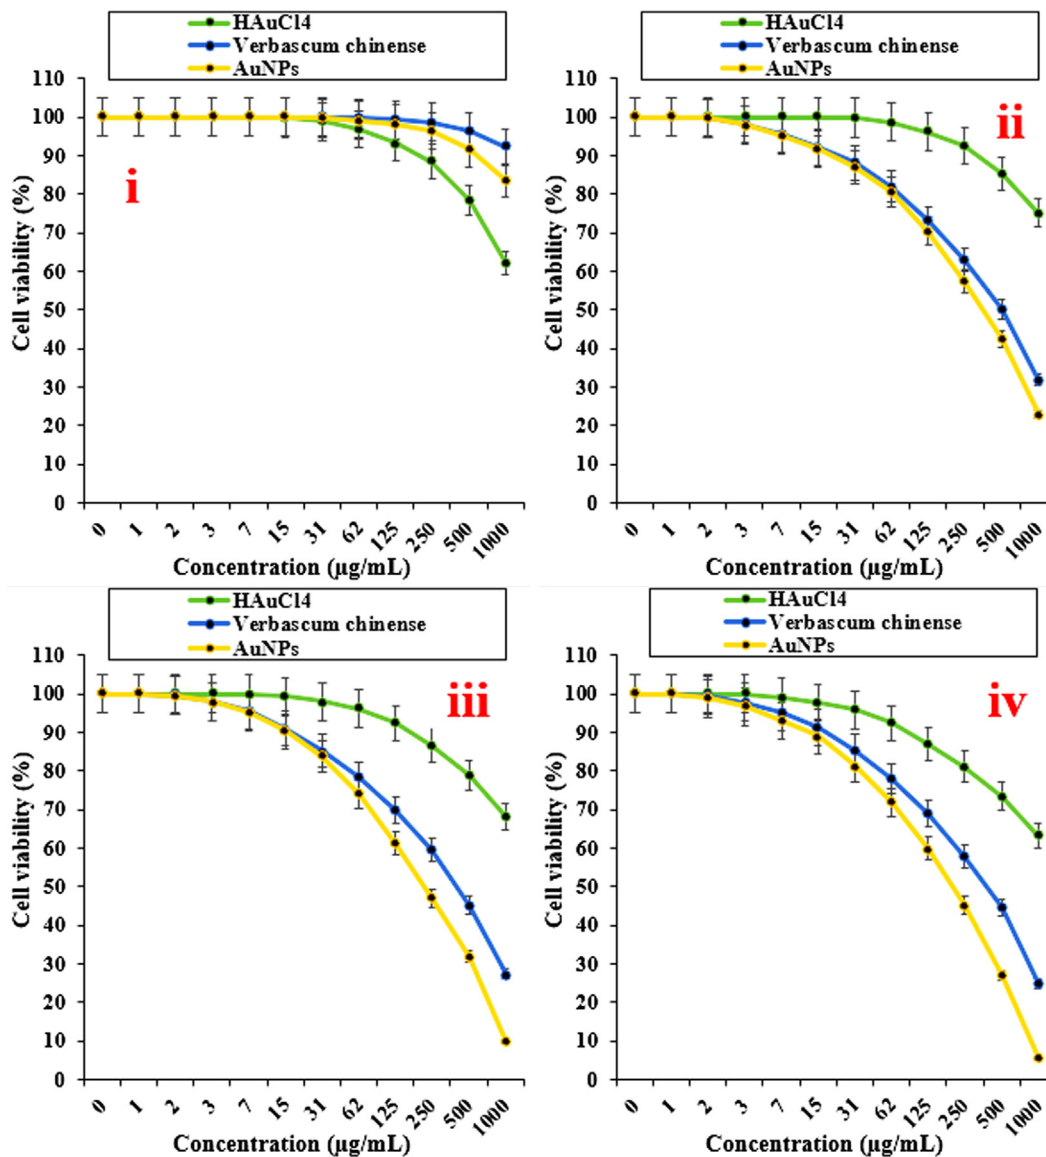 HAuCl4
Verbascum chinense
AuNPs
110
100
90
80
70
60
50
40
30
20
10
0
Cell viability (%)
i
0 1 2 3 7 15 31 62 125 250 500 1000
Concentration (µg/mL)
HAuCl4
Verbascum chinense
AuNPs
110
100
90
80
70
60
50
40
30
20
10
0
Cell viability (%)
ii
0 1 2 3 7 15 31 62 125 250 500 1000
Concentration (µg/mL)
HAuCl4
Verbascum chinense
AuNPs
110
100
90
80
70
60
50
40
30
20
10
0
Cell viability (%)
iii
0 1 2 3 7 15 31 62 125 250 500 1000
Concentration (µg/mL)
HAuCl4
Verbascum chinense
AuNPs
110
100
90
80
70
60
50
40
30
20
10
0
Cell viability (%)
iv
0 1 2 3 7 15 31 62 125 250 500 1000
Concentration (µg/mL)